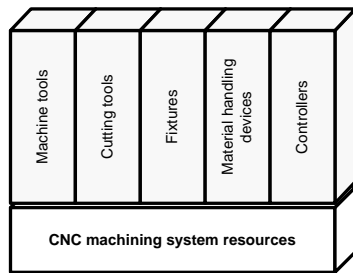 Machine tools
Cutting tools
Fixtures
Material handling
devices
Controllers
CNC machining system resources